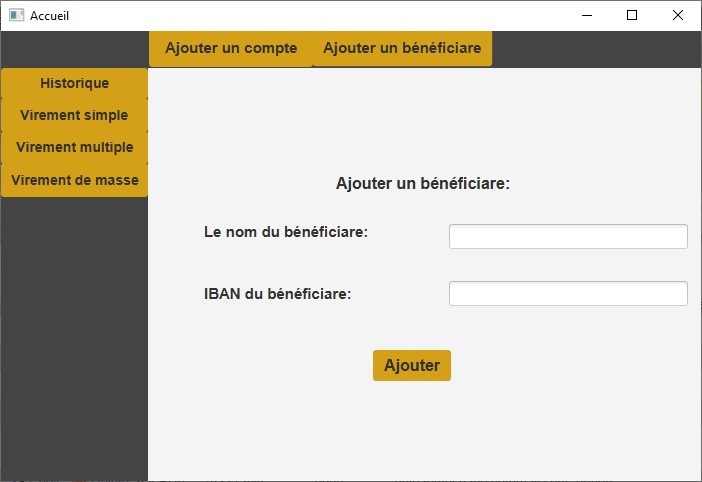 Accueil
Ajouter un compte
Ajouter un bénéficiare
Historique
Virement simple
Virement multiple
Virement de masse
Ajouter un bénéficiare:
Le nom du bénéficiare:
IBAN du bénéficiare:
Ajouter